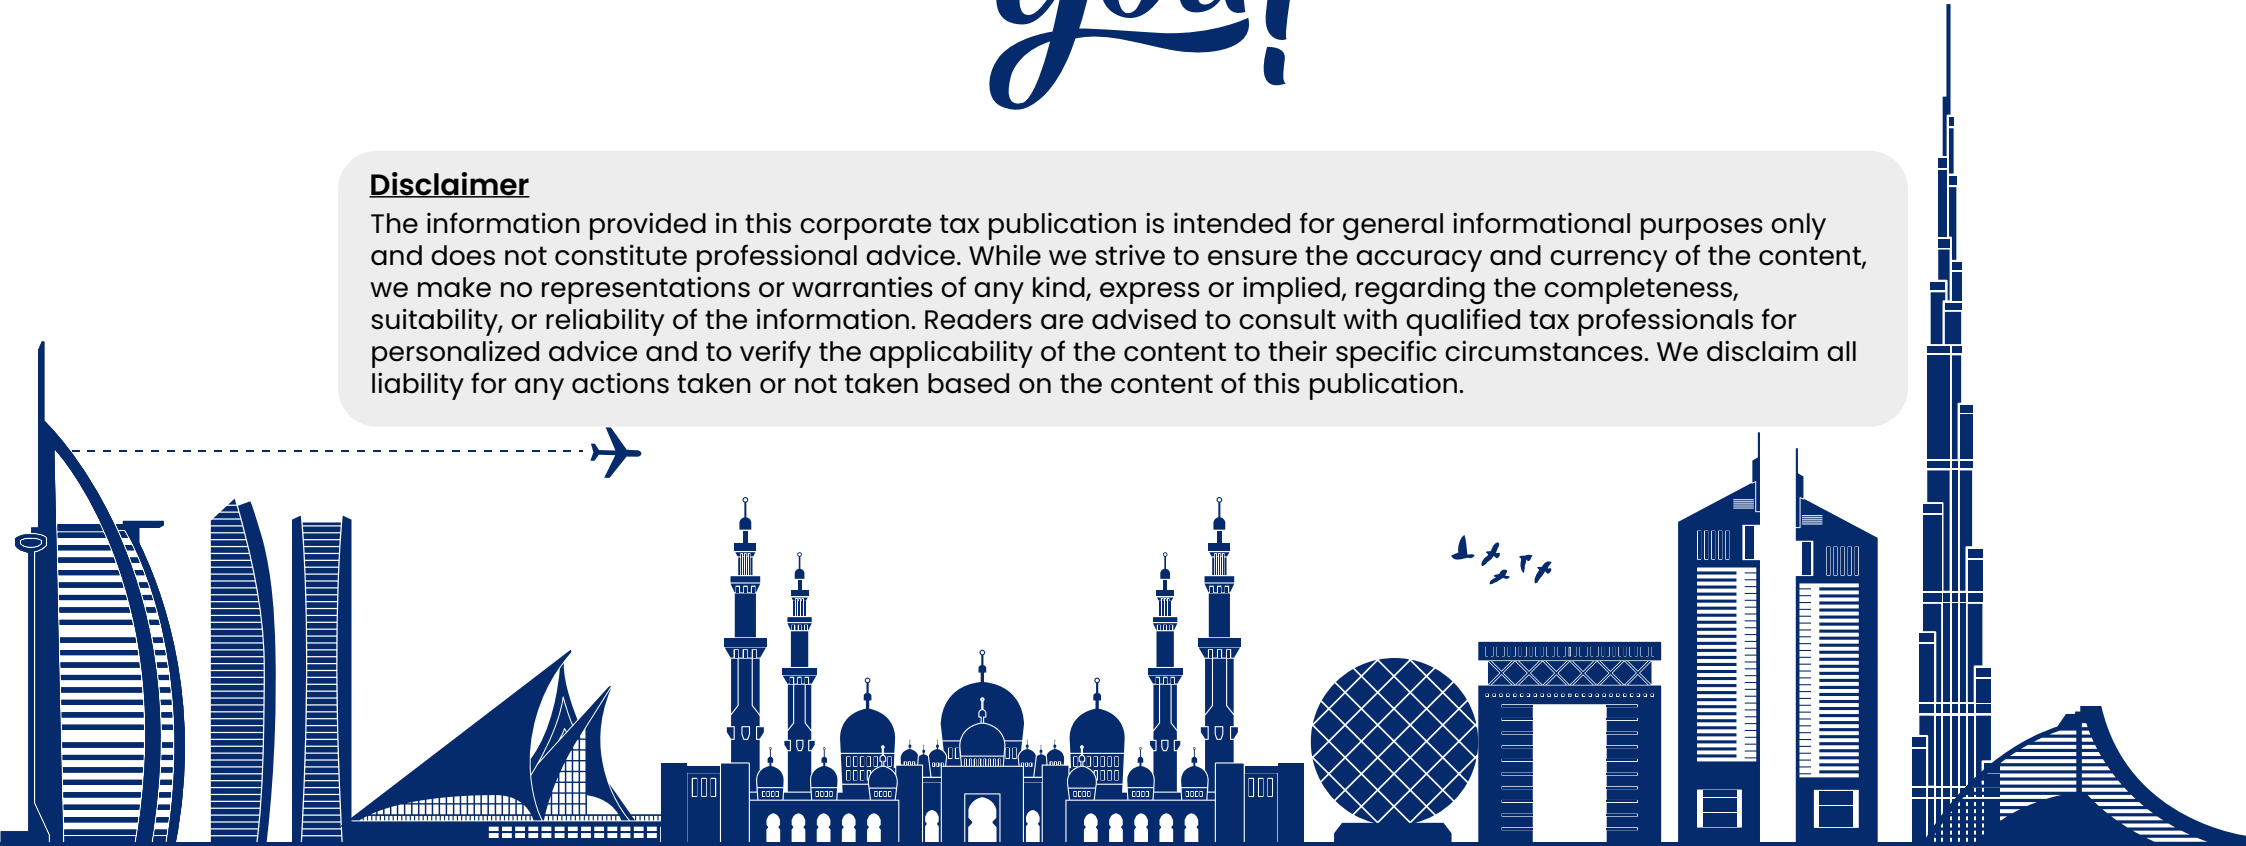 you!
Disclaimer
The information provided in this corporate tax publication is intended for general informational purposes only
and does not constitute professional advice. While we strive to ensure the accuracy and currency of the content,
we make no representations or warranties of any kind, express or implied, regarding the completeness,
suitability, or reliability of the information. Readers are advised to consult with qualified tax professionals for
personalized advice and to verify the applicability of the content to their specific circumstances. We disclaim all
liability for any actions taken or not taken based on the content of this publication.